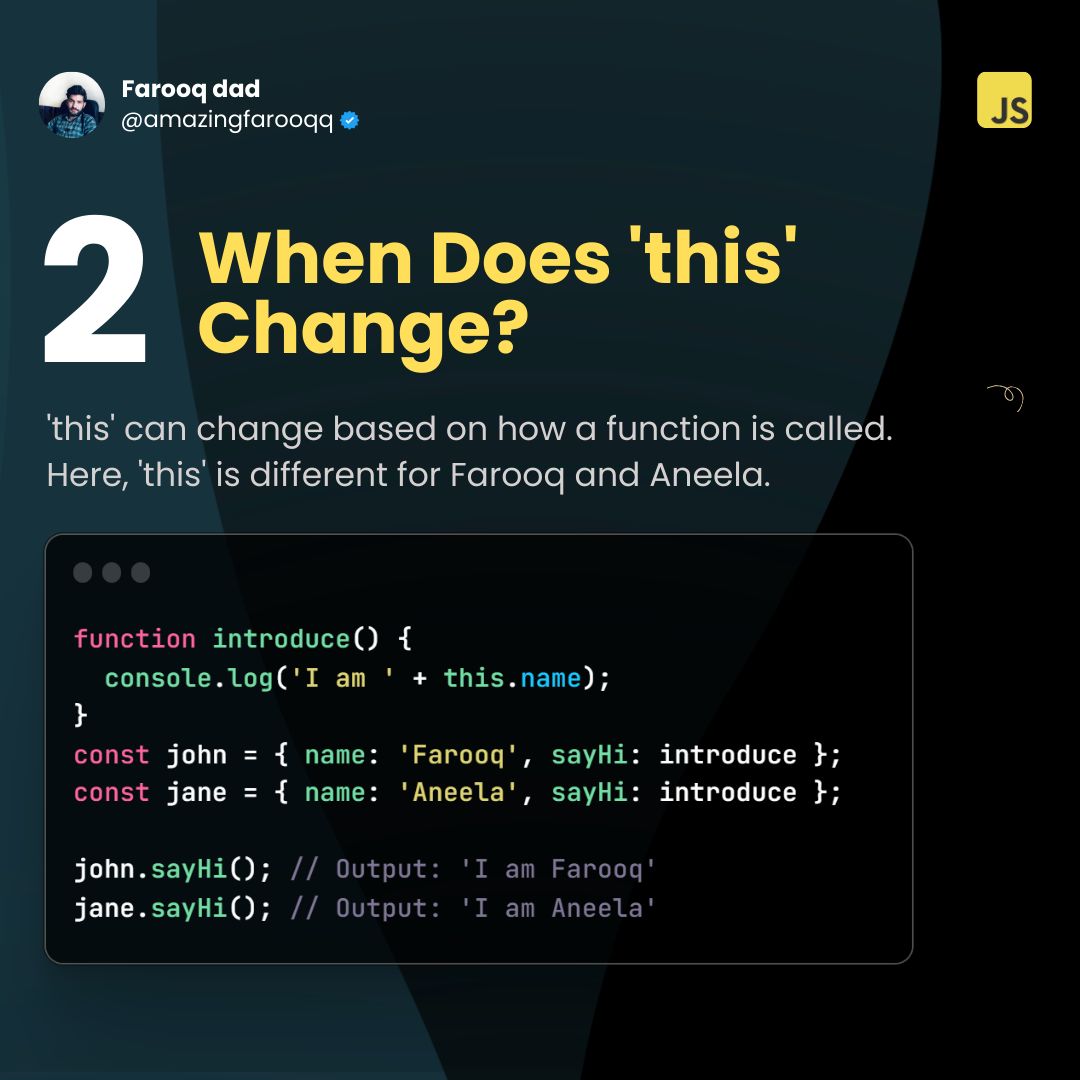 Farooq dad
@amazingfarooqq
JS
2
When Does 'this'
Change?
'this' can change based on how a function is called.
Here, 'this' is different for Farooq and Aneela.
function introduce() {
  console.log('I am ' + this.name);
}
const john = { name: 'Farooq', sayHi: introduce };
const jane = { name: 'Aneela', sayHi: introduce };
john.sayHi(); // Output: 'I am Farooq'
jane.sayHi(); // Output: 'I am Aneela'